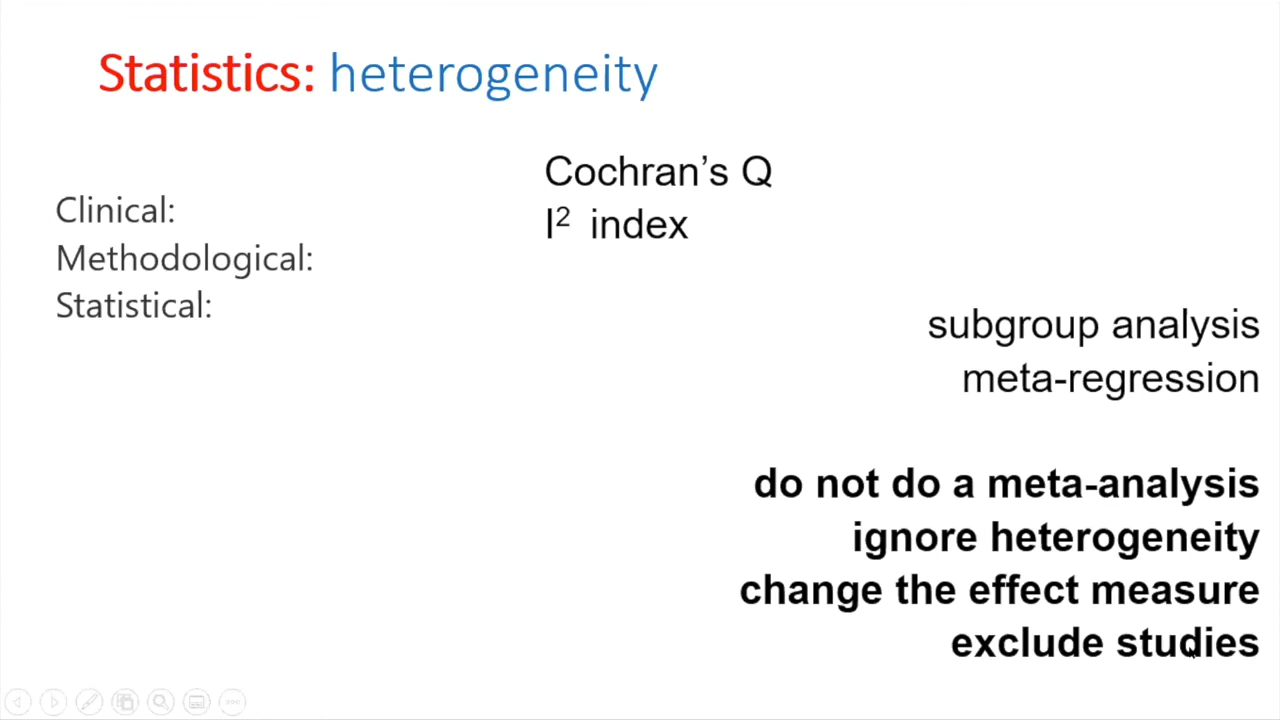 Statistics: heterogeneity
Clinical:
Methodological:
Statistical:
Cochran’s Q
I² index
subgroup analysis
meta-regression
do not do a meta-analysis
ignore heterogeneity
change the effect measure
exclude studies